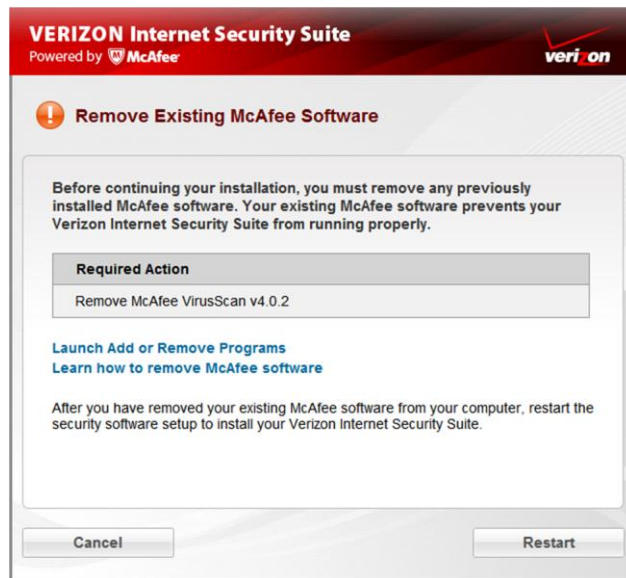 VERIZON Internet Security Suite
Powered by McAfee
verizon
Remove Existing McAfee Software
Before continuing your installation, you must remove any previously
installed McAfee software. Your existing McAfee software prevents your
Verizon Internet Security Suite from running properly.
Required Action
Remove McAfee VirusScan v4.0.2
Launch Add or Remove Programs
Learn how to remove McAfee software
After you have removed your existing McAfee software from your computer, restart the
security software setup to install your Verizon Internet Security Suite.
Cancel
Restart